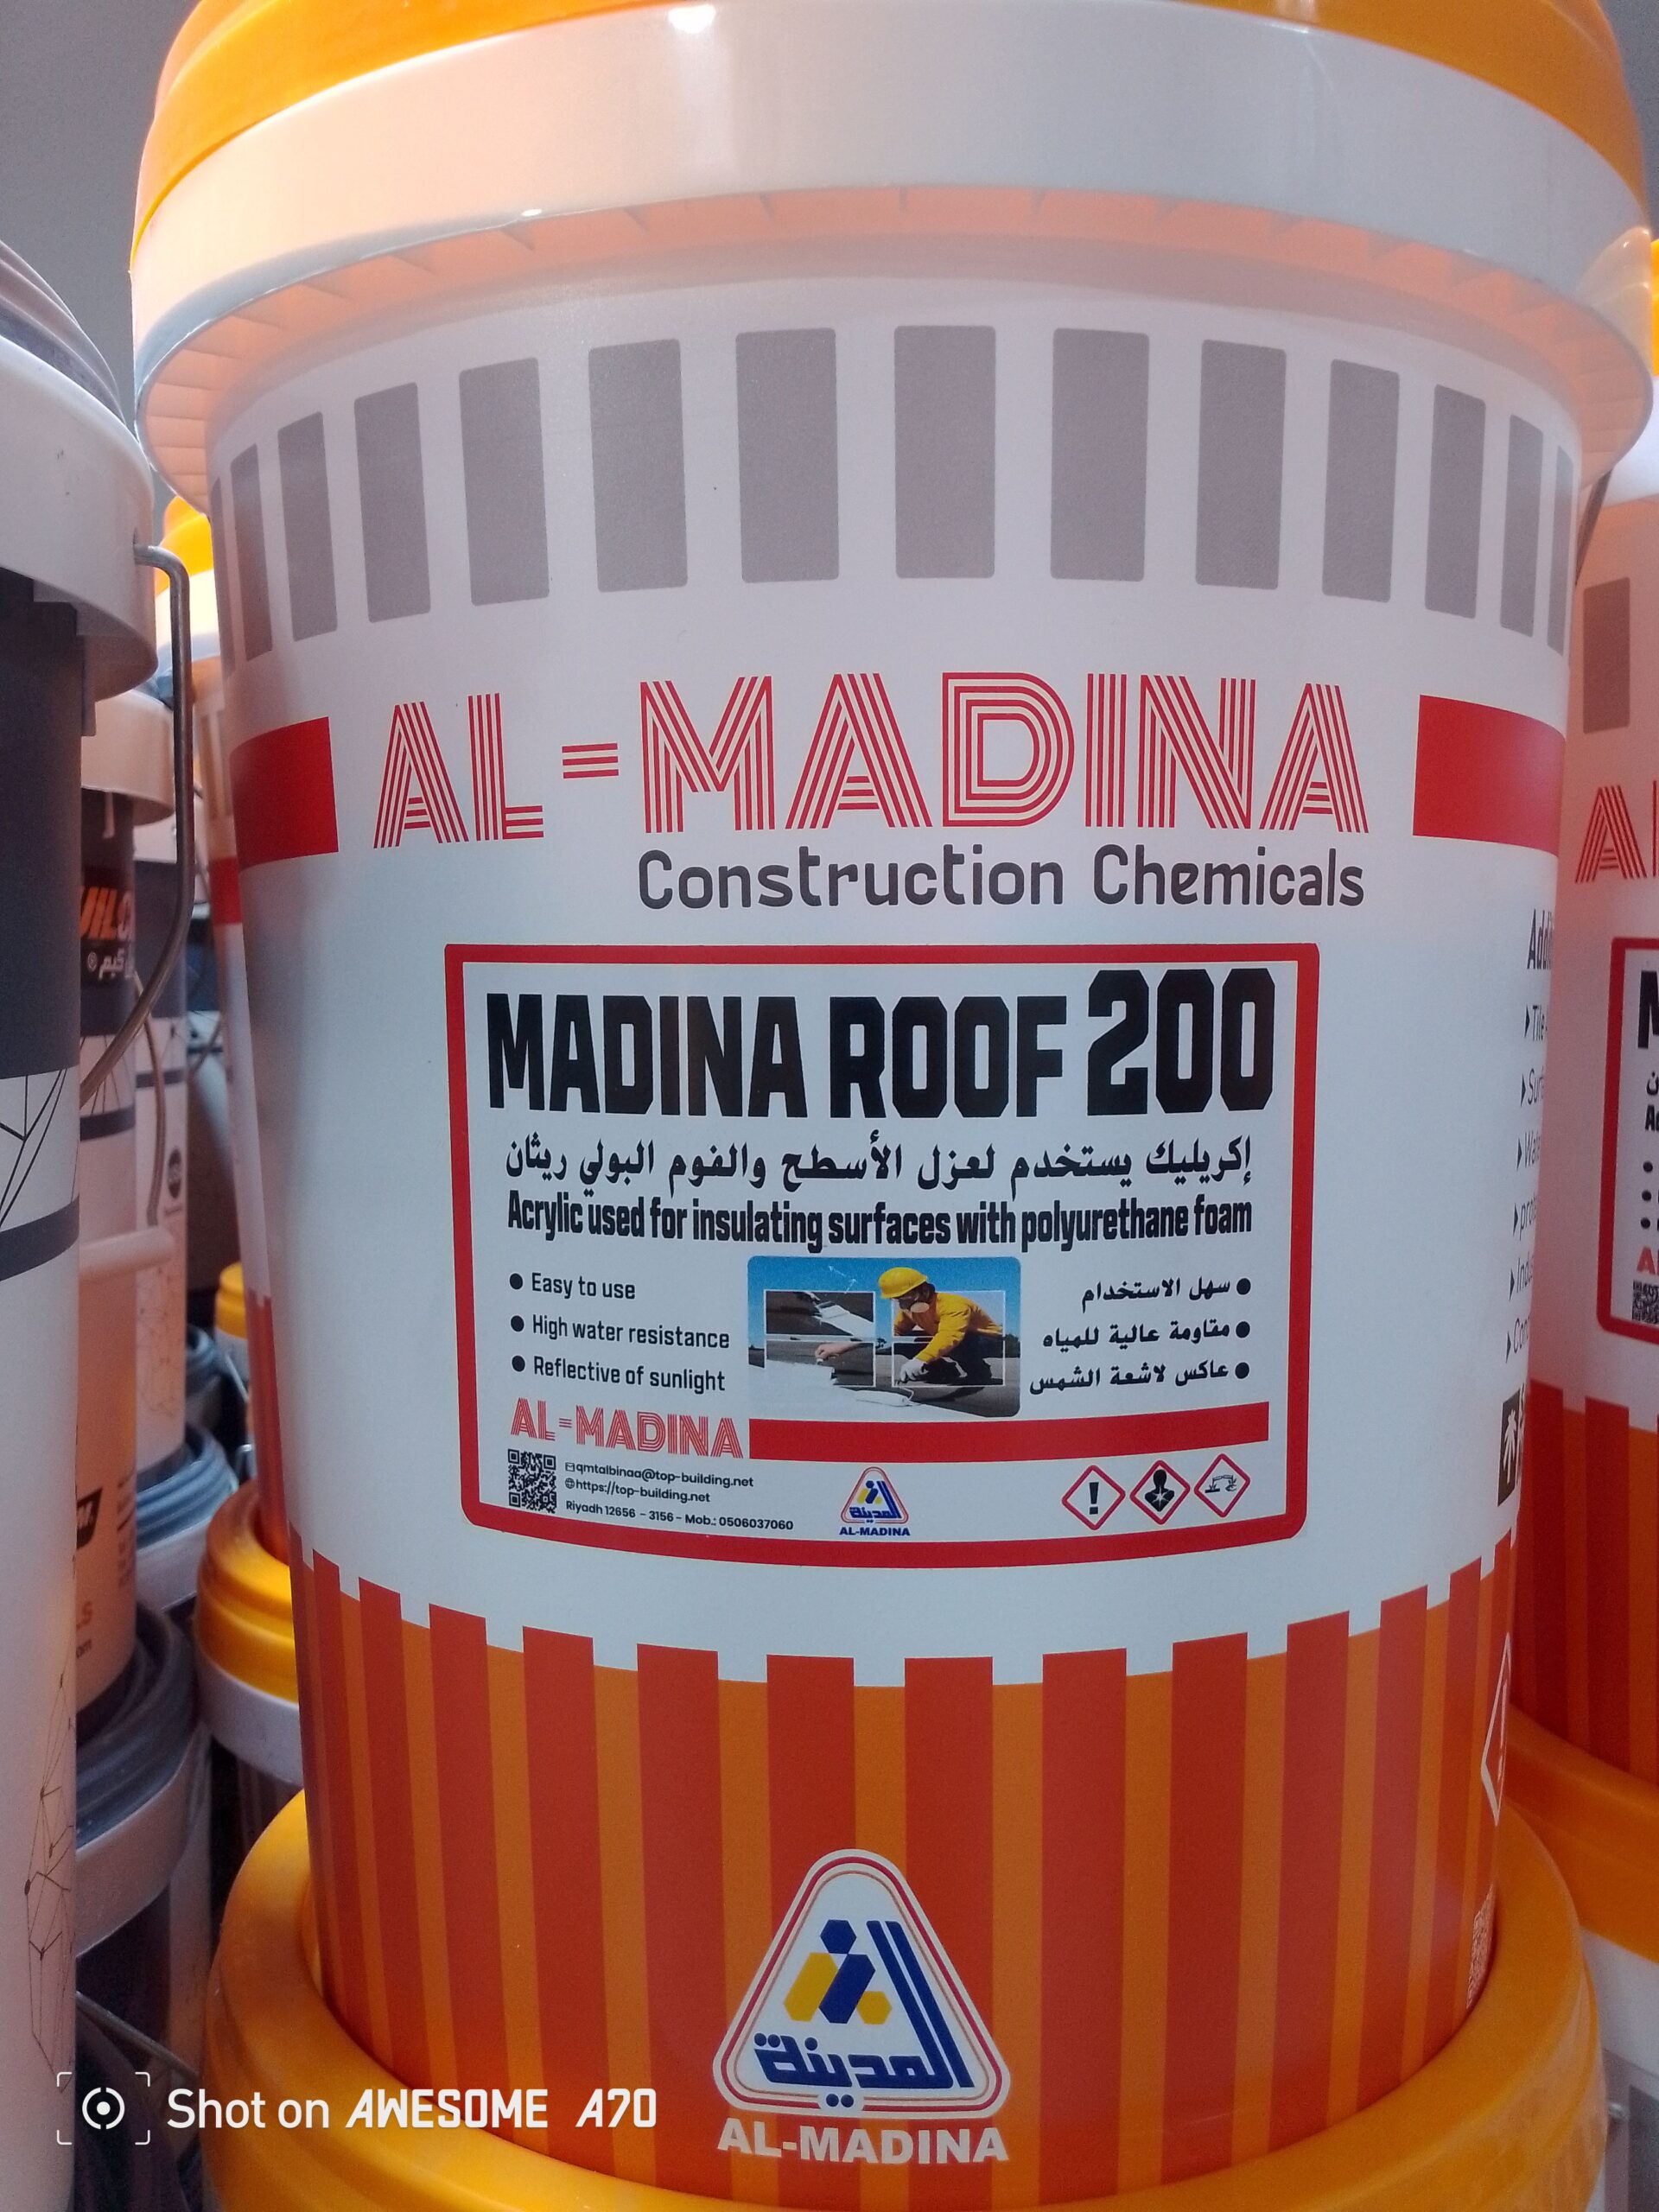 AL-MADINA
Construction Chemicals
MADINA ROOF 200
إكريليك يستخدم لعزل الأسطح والفوم البولي ريثان
Acrylic used for insulating surfaces with polyurethane foam
• Easy to use
• High water resistance
• Reflective of sunlight
• سهل الاستخدام
• مقاومة عالية للمياه
• عاكس لاشعة الشمس
AL-MADINA
qmtalbinaa@top-building.net
https://top-building.net
Riyadh 12656 - 3156 - Mob.: 0506037060
المدينة
AL-MADINA
المدينة
AL-MADINA
Shot on AWESOME A70